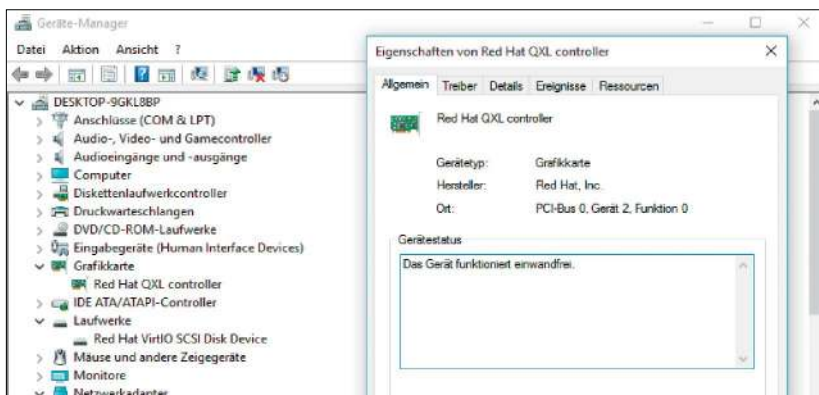 Geräte-Manager
Datei Aktion Ansicht ?
DESKTOP-9GKL8BP
Anschlüsse (COM & LPT)
Audio-, Video- und Gamecontroller
Audioeingänge und -ausgänge
Computer
Diskettenlaufwerkcontroller
Druckwarteschlangen
DVD/CD-ROM-Laufwerke
Eingabegeräte (Human Interface Devices)
Grafikkarte
Red Hat QXL controller
IDE ATA/ATAPI-Controller
Laufwerke
Red Hat VirtIO SCSI Disk Device
Mäuse und andere Zeigegeräte
Monitore
Netzwerkadapter
Eigenschaften von Red Hat QXL controller
Allgemein Treiber Details Ereignisse Ressourcen
Red Hat QXL controller
Gerätetyp: Grafikkarte
Hersteller: Red Hat, Inc.
Ort: PCI-Bus 0, Gerät 2, Funktion 0
Gerätestatus
Das Gerät funktioniert einwandfrei.